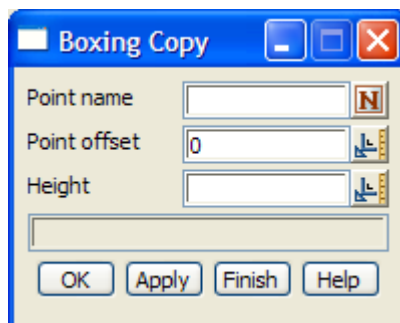 Boxing Copy
Point name N
Point offset 0
Height
OK Apply Finish Help